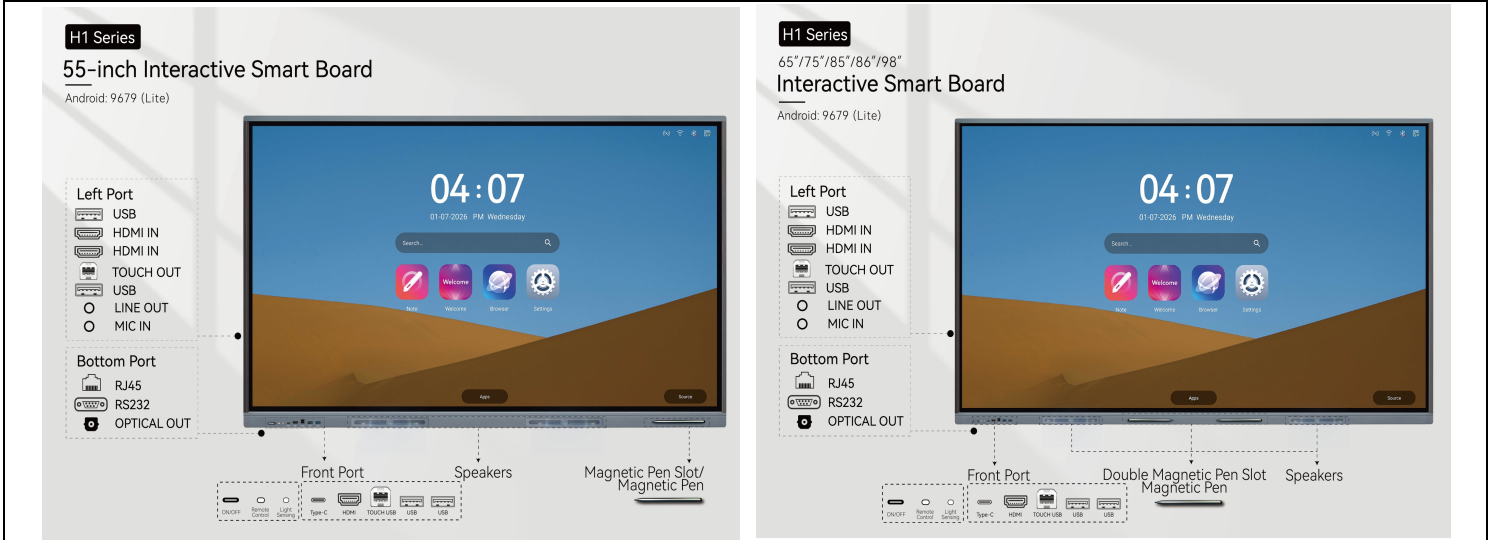 H1 Series
55-inch Interactive Smart Board
Android: 9679 (Lite)
04:07
01-07-2026 PM Wednesday
Search...
Welcome
Note Welcome Browser Settings
Apps
Source
Left Port
USB
HDMI IN
HDMI IN
TOUCH OUT
USB
LINE OUT
MIC IN
Bottom Port
RJ45
RS232
OPTICAL OUT
Front Port
Speakers
Magnetic Pen Slot/
Magnetic Pen
ON/OFF
Remote
Control
Light
Sensing
Type-C
HDMI
TOUCH USB
USB
USB
H1 Series
65"/75"/85"/86"/98"
Interactive Smart Board
Android: 9679 (Lite)
04:07
01-07-2026 PM Wednesday
Search...
Welcome
Note Welcome Browser Settings
Apps
Source
Left Port
USB
HDMI IN
HDMI IN
TOUCH OUT
USB
LINE OUT
MIC IN
Bottom Port
RJ45
RS232
OPTICAL OUT
Front Port
Double Magnetic Pen Slot
Magnetic Pen
Speakers
ON/OFF
Remote
Control
Light
Sensing
Type-C
HDMI
TOUCH USB
USB
USB